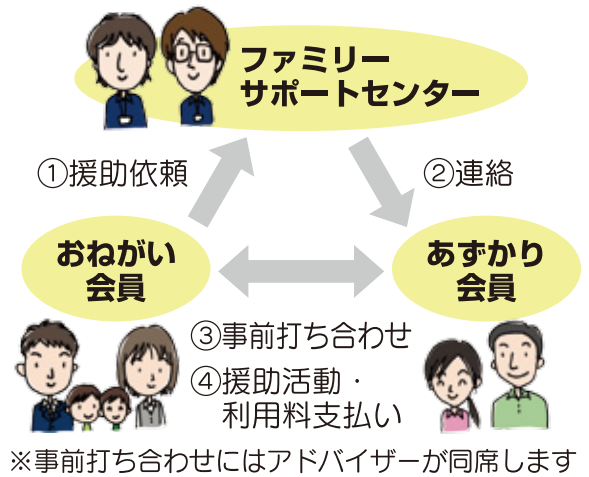 ファミリー
サポートセンター
①援助依頼
②連絡
おねがい
会員
あずかり
会員
③事前打ち合わせ
④援助活動・
利用料支払い
※事前打ち合わせにはアドバイザーが同席します